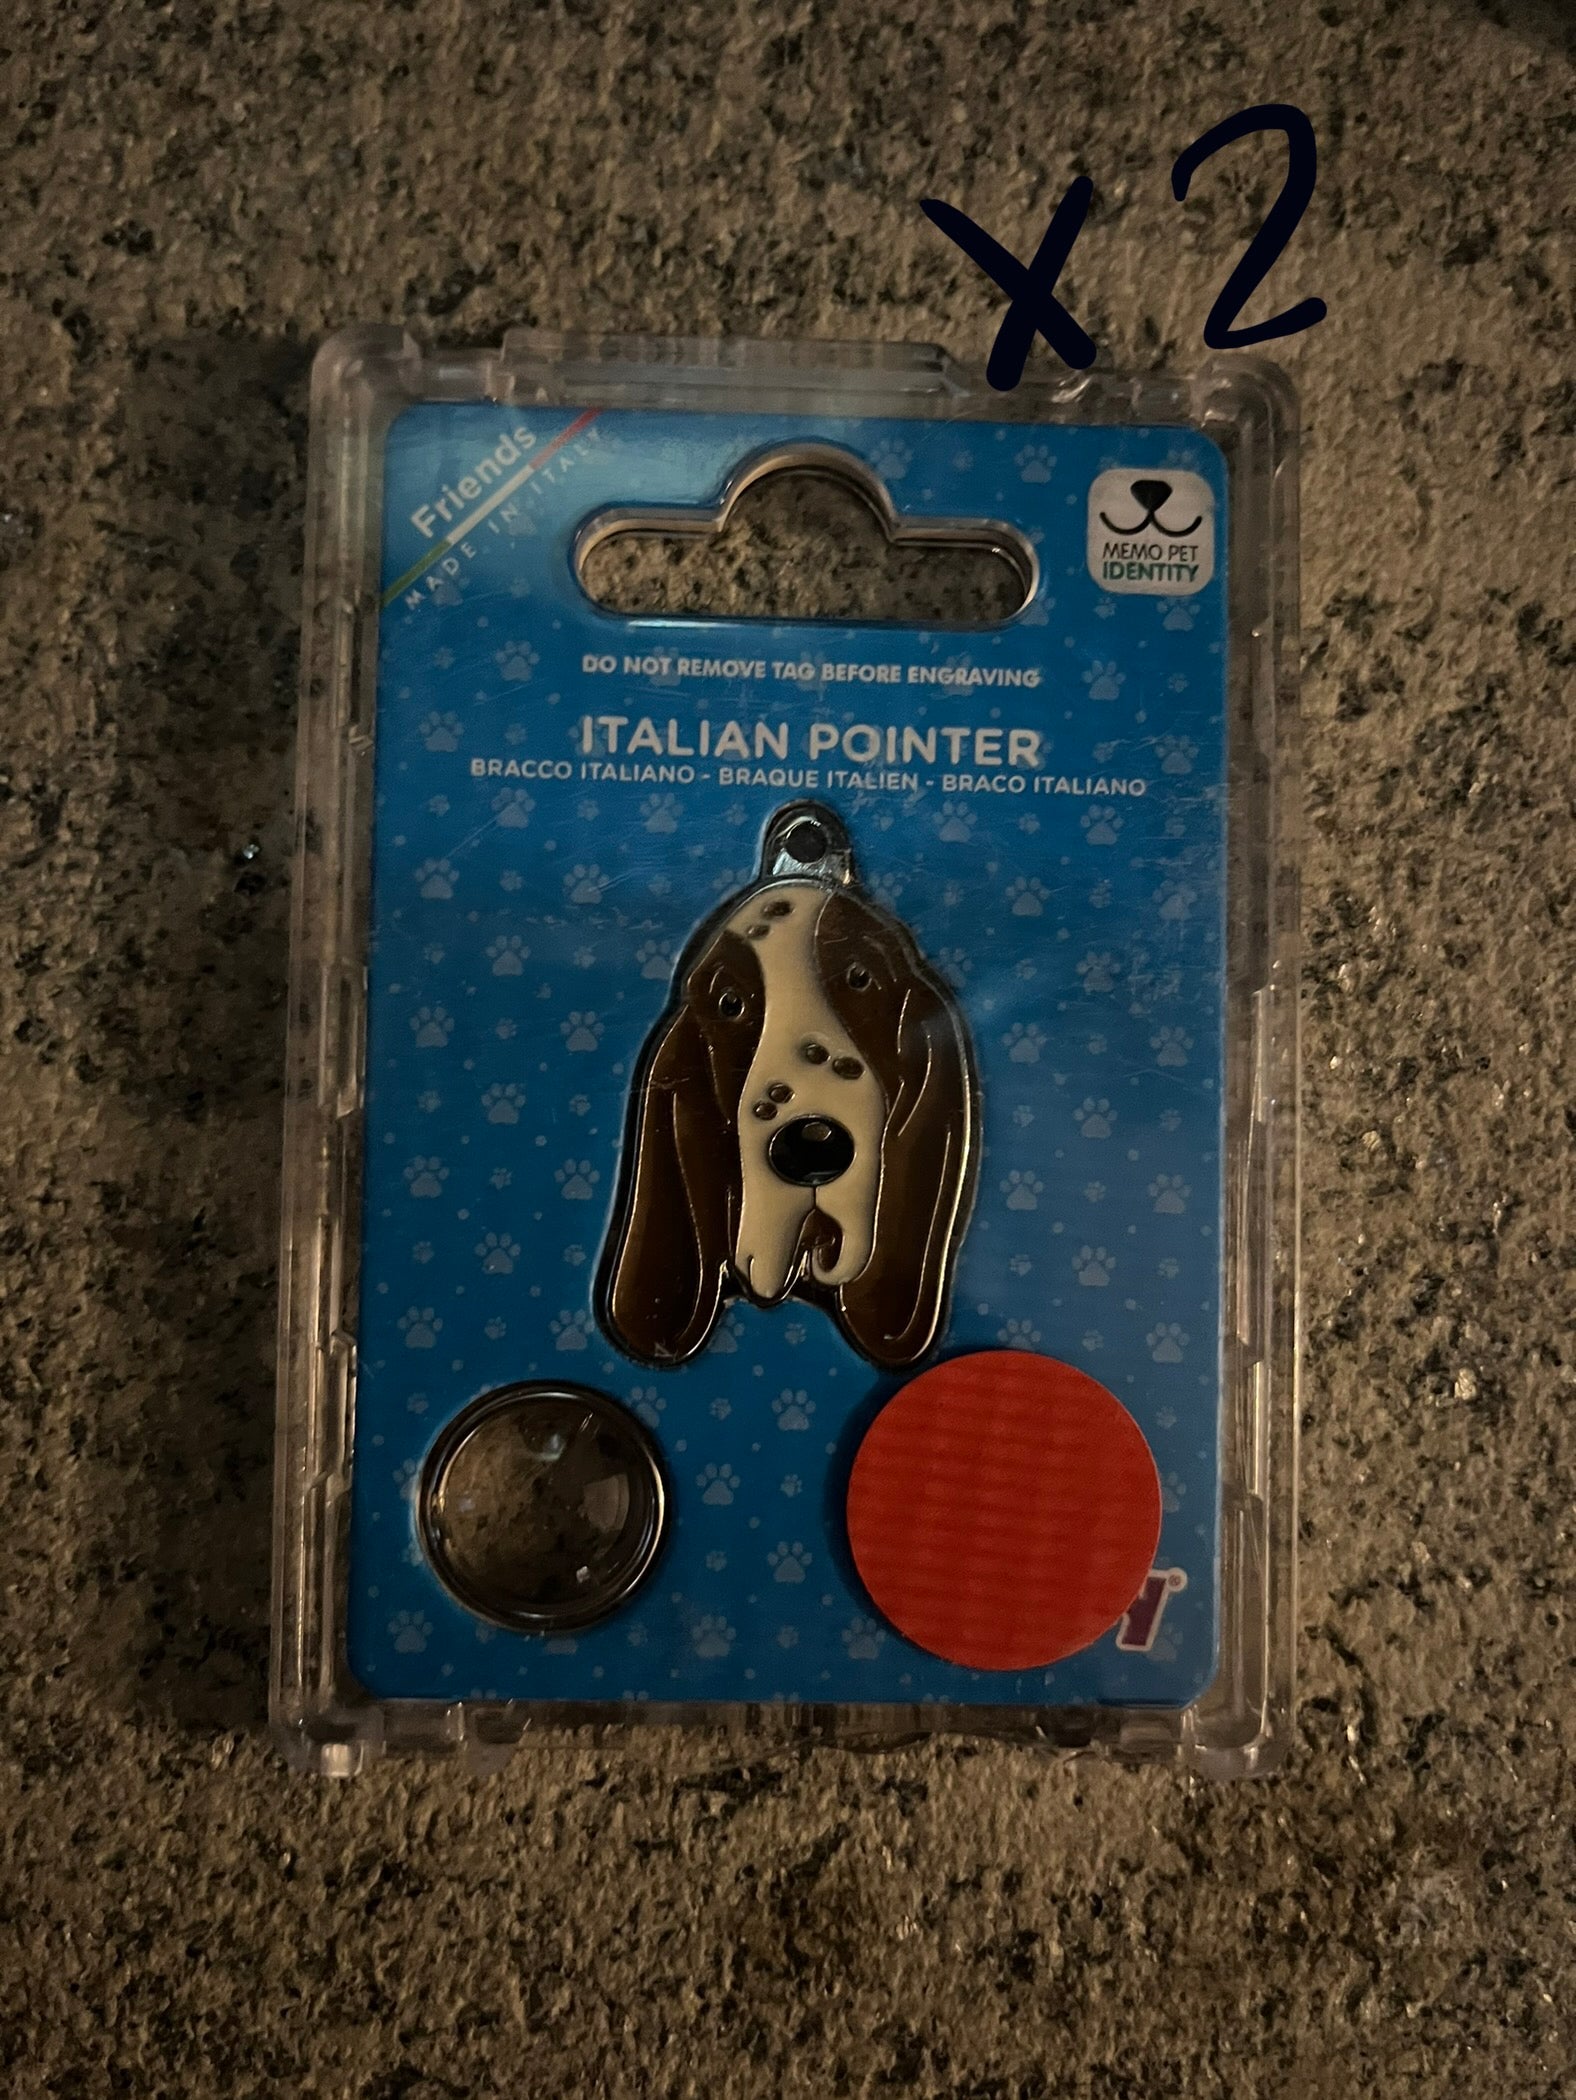 x 2
Friends
MADE IN ITALY
MEMO PET
IDENTITY
DO NOT REMOVE TAG BEFORE ENGRAVING
ITALIAN POINTER
BRACCO ITALIANO - BRAQUE ITALIEN - BRACO ITALIANO